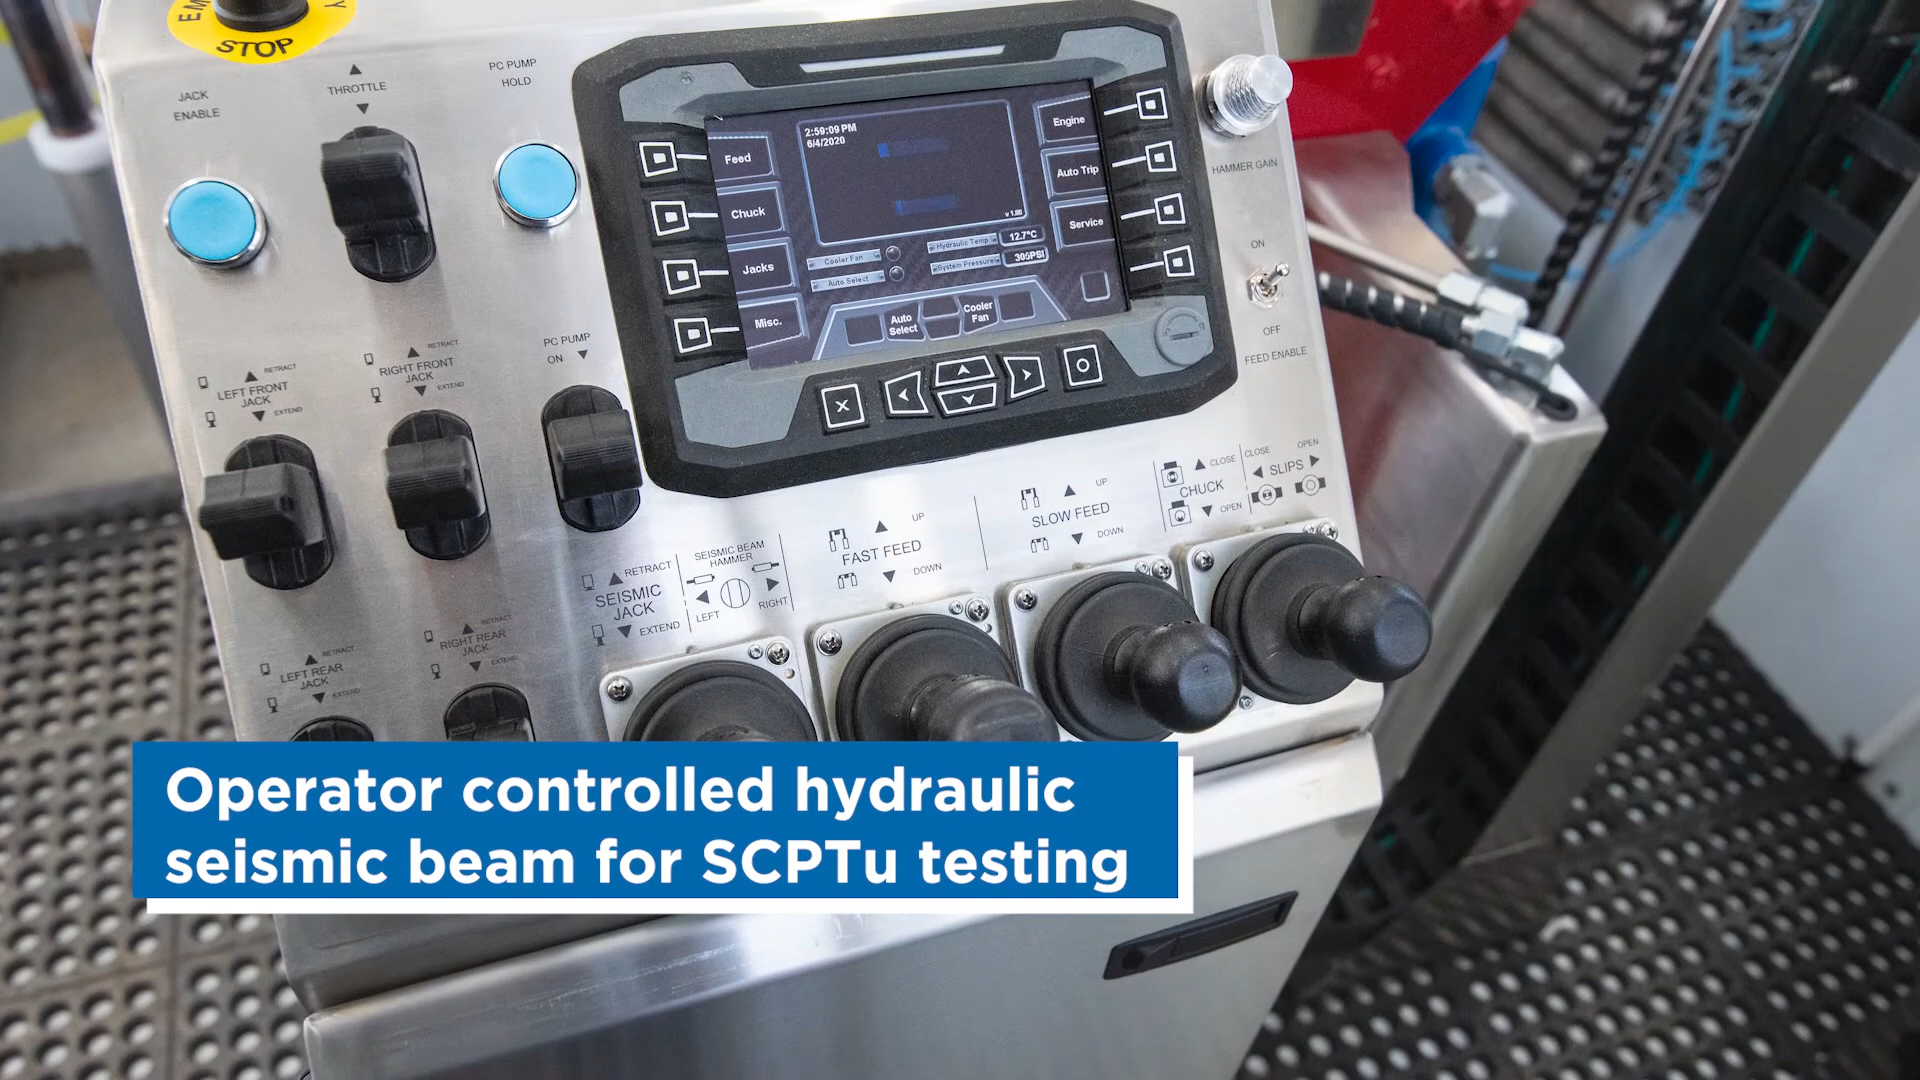 STOP
JACK
ENABLE
THROTTLE
PC PUMP
HOLD
2:59:09 PM
6/4/2020
Feed
Chuck
Jacks
Misc.
Engine
Auto Trip
Service
v 1.00
Cooler Fan
Auto Select
Hydraulic Temp
12.7°C
System Pressure
305PSI
Auto
Select
Cooler
Fan
HAMMER GAIN
ON
OFF
FEED ENABLE
RETRACT
LEFT FRONT
JACK
EXTEND
RETRACT
RIGHT FRONT
JACK
EXTEND
PC PUMP
ON
RETRACT
LEFT REAR
JACK
EXTEND
RETRACT
RIGHT REAR
JACK
EXTEND
RETRACT
SEISMIC
JACK
EXTEND
SEISMIC BEAM
HAMMER
LEFT
RIGHT
UP
FAST FEED
DOWN
UP
SLOW FEED
DOWN
CLOSE
CHUCK
OPEN
CLOSE
OPEN
SLIPS
Operator controlled hydraulic
seismic beam for SCPTu testing